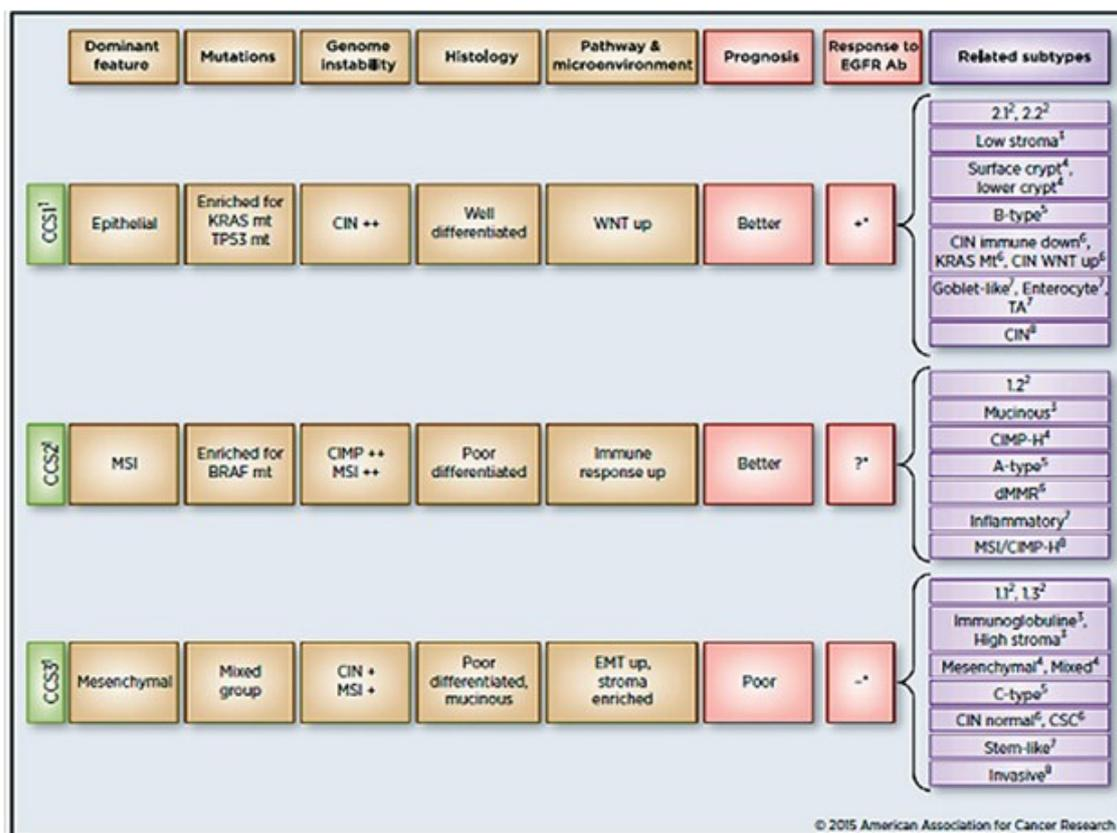 Dominant
feature
Mutations
Genome
instability
Histology
Pathway &
microenvironment
Prognosis
Response to
EGFR Ab
Related subtypes
CCS1¹
Epithelial
Enriched for
KRAS mt
TP53 mt
CIN ++
Well
differentiated
WNT up
Better
+*
2.1², 2.2²
Low stroma³
Surface crypt⁴,
lower crypt⁴
B-type⁵
CIN immune down⁶,
KRAS Mt⁶, CIN WNT up⁶
Goblet-like⁷, Enterocyte⁷,
TA⁷
CIN⁸
CCS2¹
MSI
Enriched for
BRAF mt
CIMP ++
MSI ++
Poor
differentiated
Immune
response up
Better
?*
1.2²
Mucinous³
CIMP-H⁴
A-type⁵
dMMR⁶
Inflammatory⁷
MSI/CIMP-H⁸
CCS3¹
Mesenchymal
Mixed
group
CIN +
MSI +
Poor
differentiated,
mucinous
EMT up,
stroma
enriched
Poor
–*
1.1², 1.3²
Immunoglobuline³,
High stroma³
Mesenchymal⁴, Mixed⁴
C-type⁵
CIN normal⁶, CSC⁶
Stem-like⁷
Invasive⁸
© 2015 American Association for Cancer Research